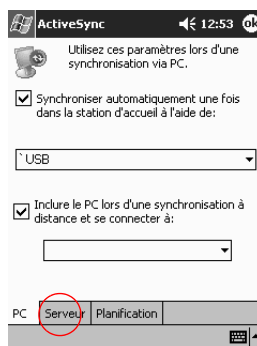 ActiveSync 12:53 ok
Utilisez ces paramètres lors d'une
synchronisation via PC.
Synchroniser automatiquement une fois
dans la station d'accueil à l'aide de:
`USB
Inclure le PC lors d'une synchronisation à
distance et se connecter à:
PC Serveur Planification